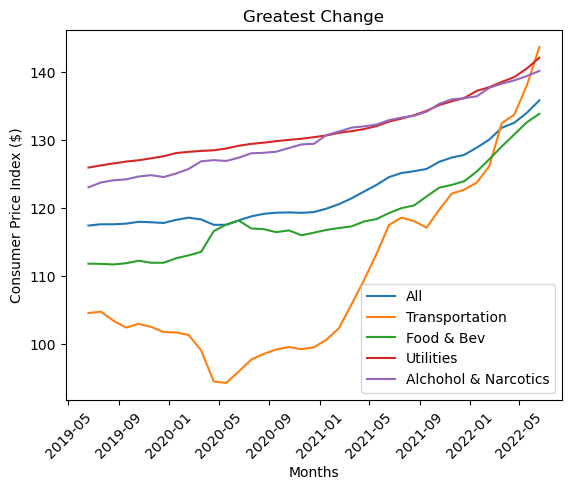 Greatest Change
Consumer Price Index ($)
140
130
120
110
100
All
Transportation
Food & Bev
Utilities
Alchohol & Narcotics
2019-05
2019-09
2020-01
2020-05
2020-09
2021-01
2021-05
2021-09
2022-01
2022-05
Months